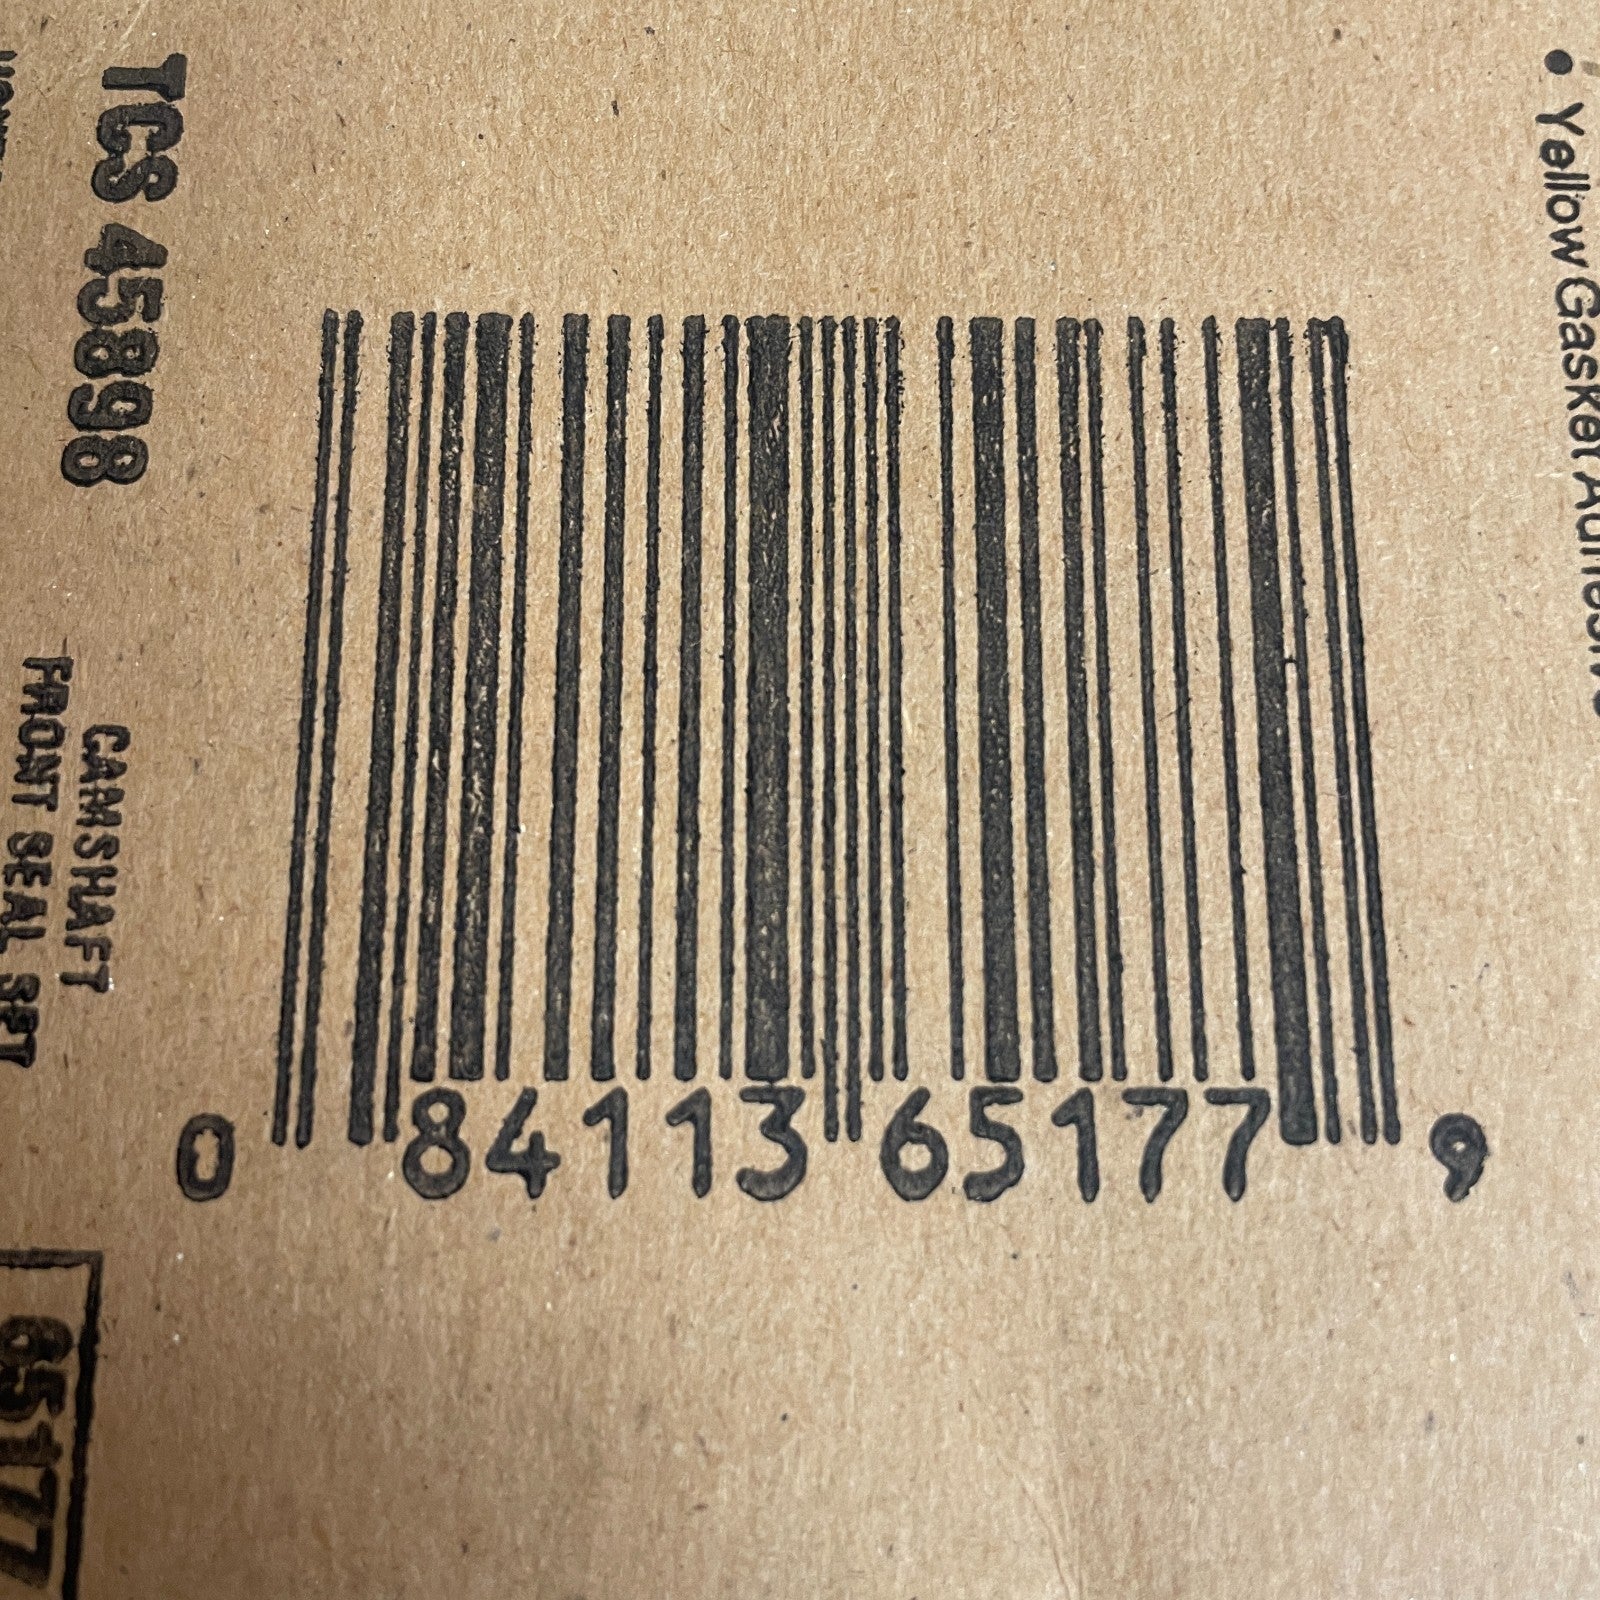 TCS 45898
CAMSHAFT
FRONT SEAL SET
65177
0 84113 65177 9
• Yellow Gasket Adhesive